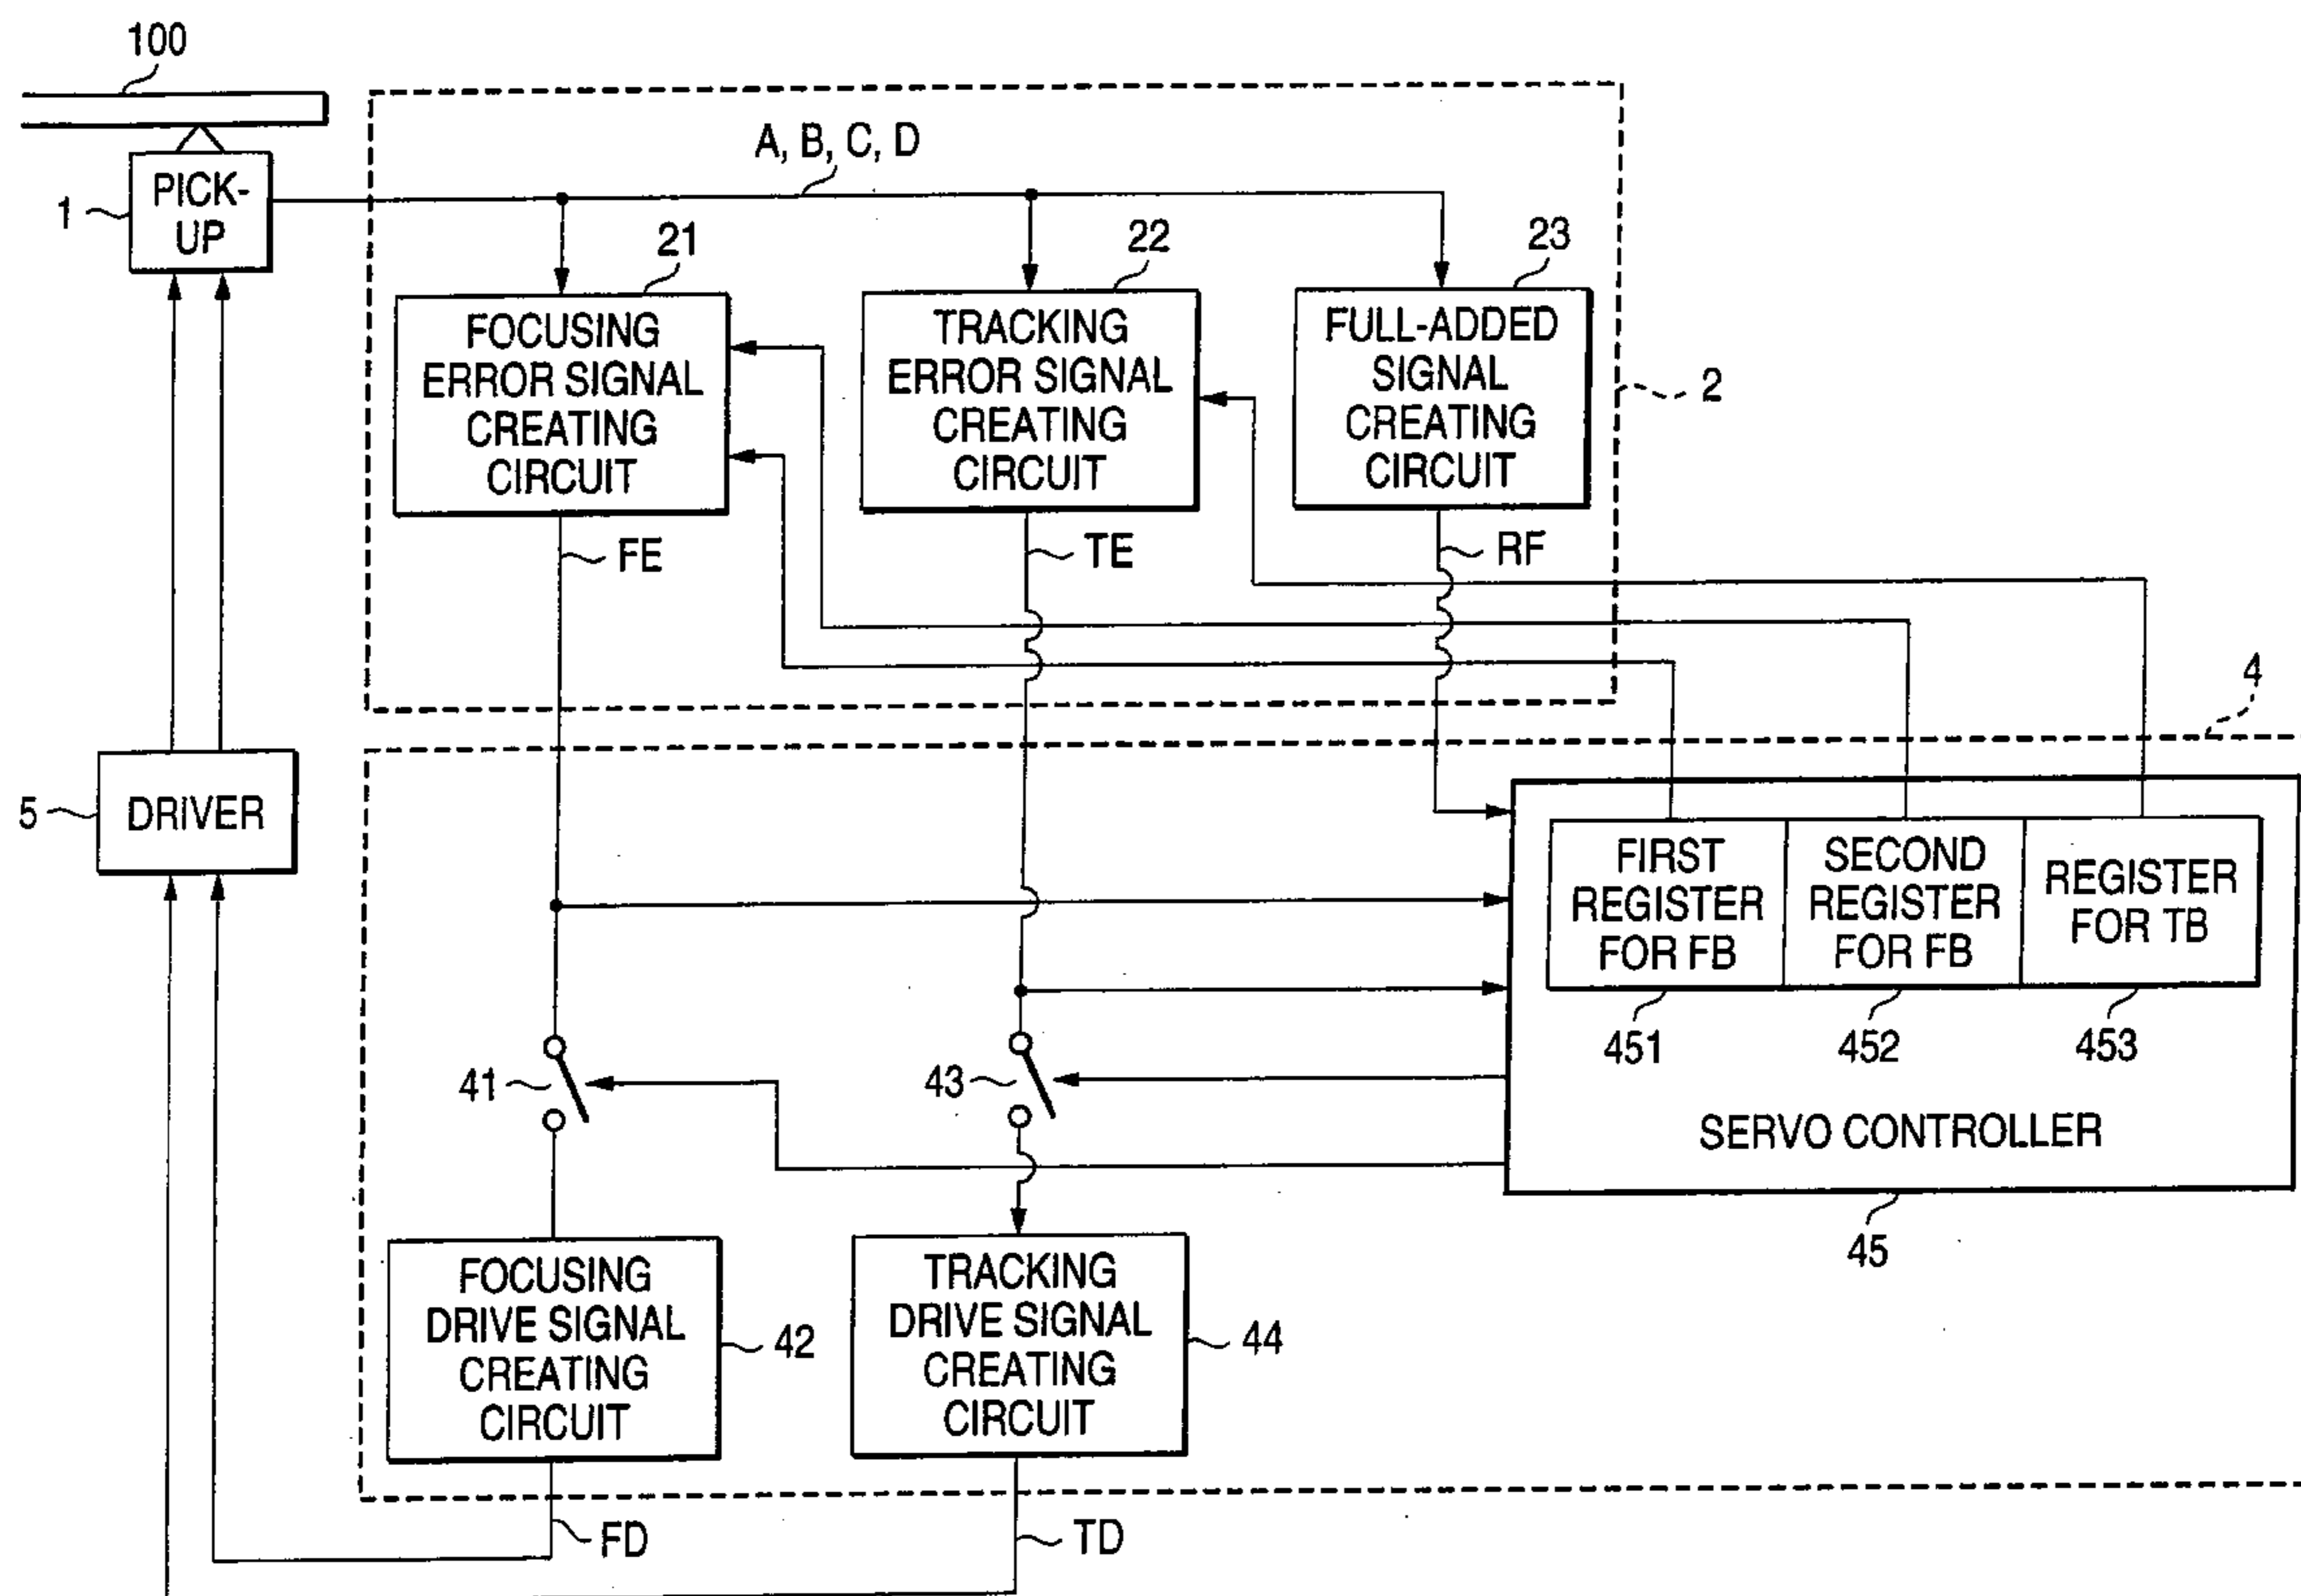 100
A, B, C, D
PICK-
UP
1
21
22
23
FOCUSING
ERROR SIGNAL
CREATING
CIRCUIT
TRACKING
ERROR SIGNAL
CREATING
CIRCUIT
FULL-ADDED
SIGNAL
CREATING
CIRCUIT
2
FE
TE
RF
4
5
DRIVER
FIRST
REGISTER
FOR FB
SECOND
REGISTER
FOR FB
REGISTER
FOR TB
451
452
453
41
43
SERVO CONTROLLER
45
FOCUSING
DRIVE SIGNAL
CREATING
CIRCUIT
42
TRACKING
DRIVE SIGNAL
CREATING
CIRCUIT
44
FD
TD